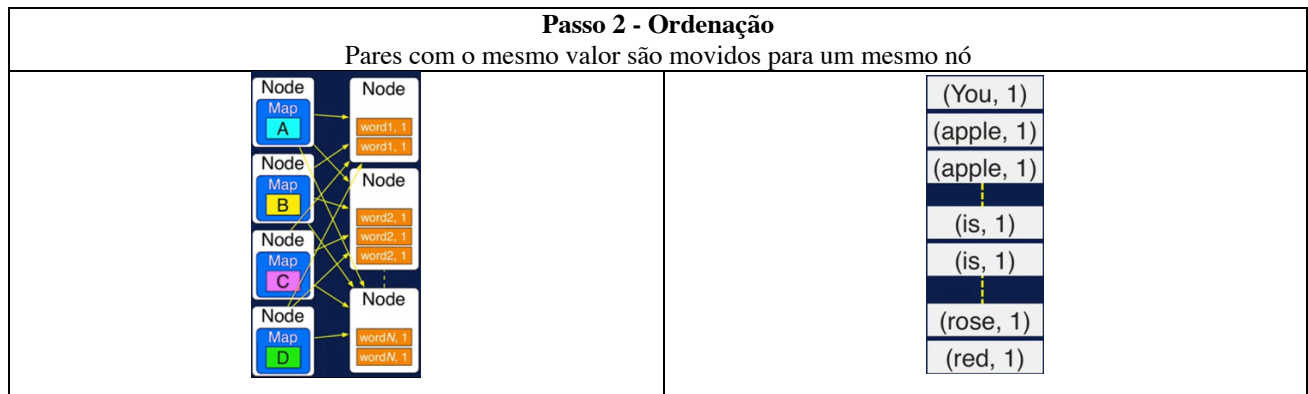 Passo 2 - Ordenação
Pares com o mesmo valor são movidos para um mesmo nó
Node
Map
A
Node
Map
B
Node
Map
C
Node
Map
D
Node
word1, 1
word1, 1
Node
word2, 1
word2, 1
word2, 1
Node
wordN, 1
wordN, 1
(You, 1)
(apple, 1)
(apple, 1)
(is, 1)
(is, 1)
(rose, 1)
(red, 1)